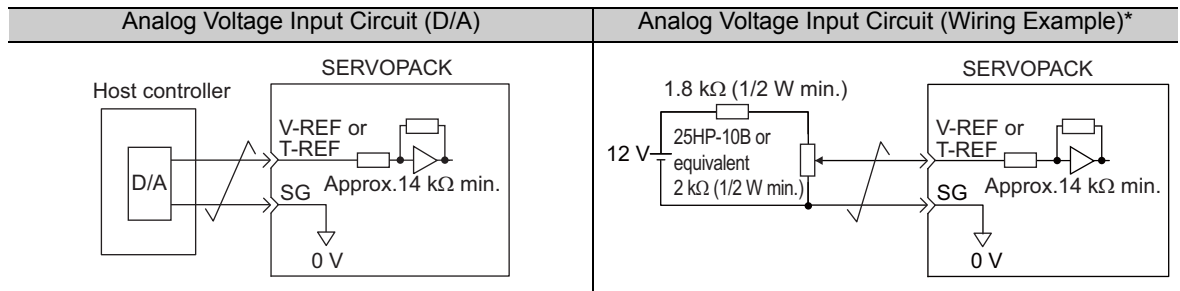 Analog Voltage Input Circuit (D/A)
Analog Voltage Input Circuit (Wiring Example)*
SERVOPACK
Host controller
V-REF or
T-REF
D/A
Approx.14 kΩ min.
SG
0 V
SERVOPACK
1.8 kΩ (1/2 W min.)
25HP-10B or
equivalent
2 kΩ (1/2 W min.)
12 V
V-REF or
T-REF
Approx.14 kΩ min.
SG
0 V